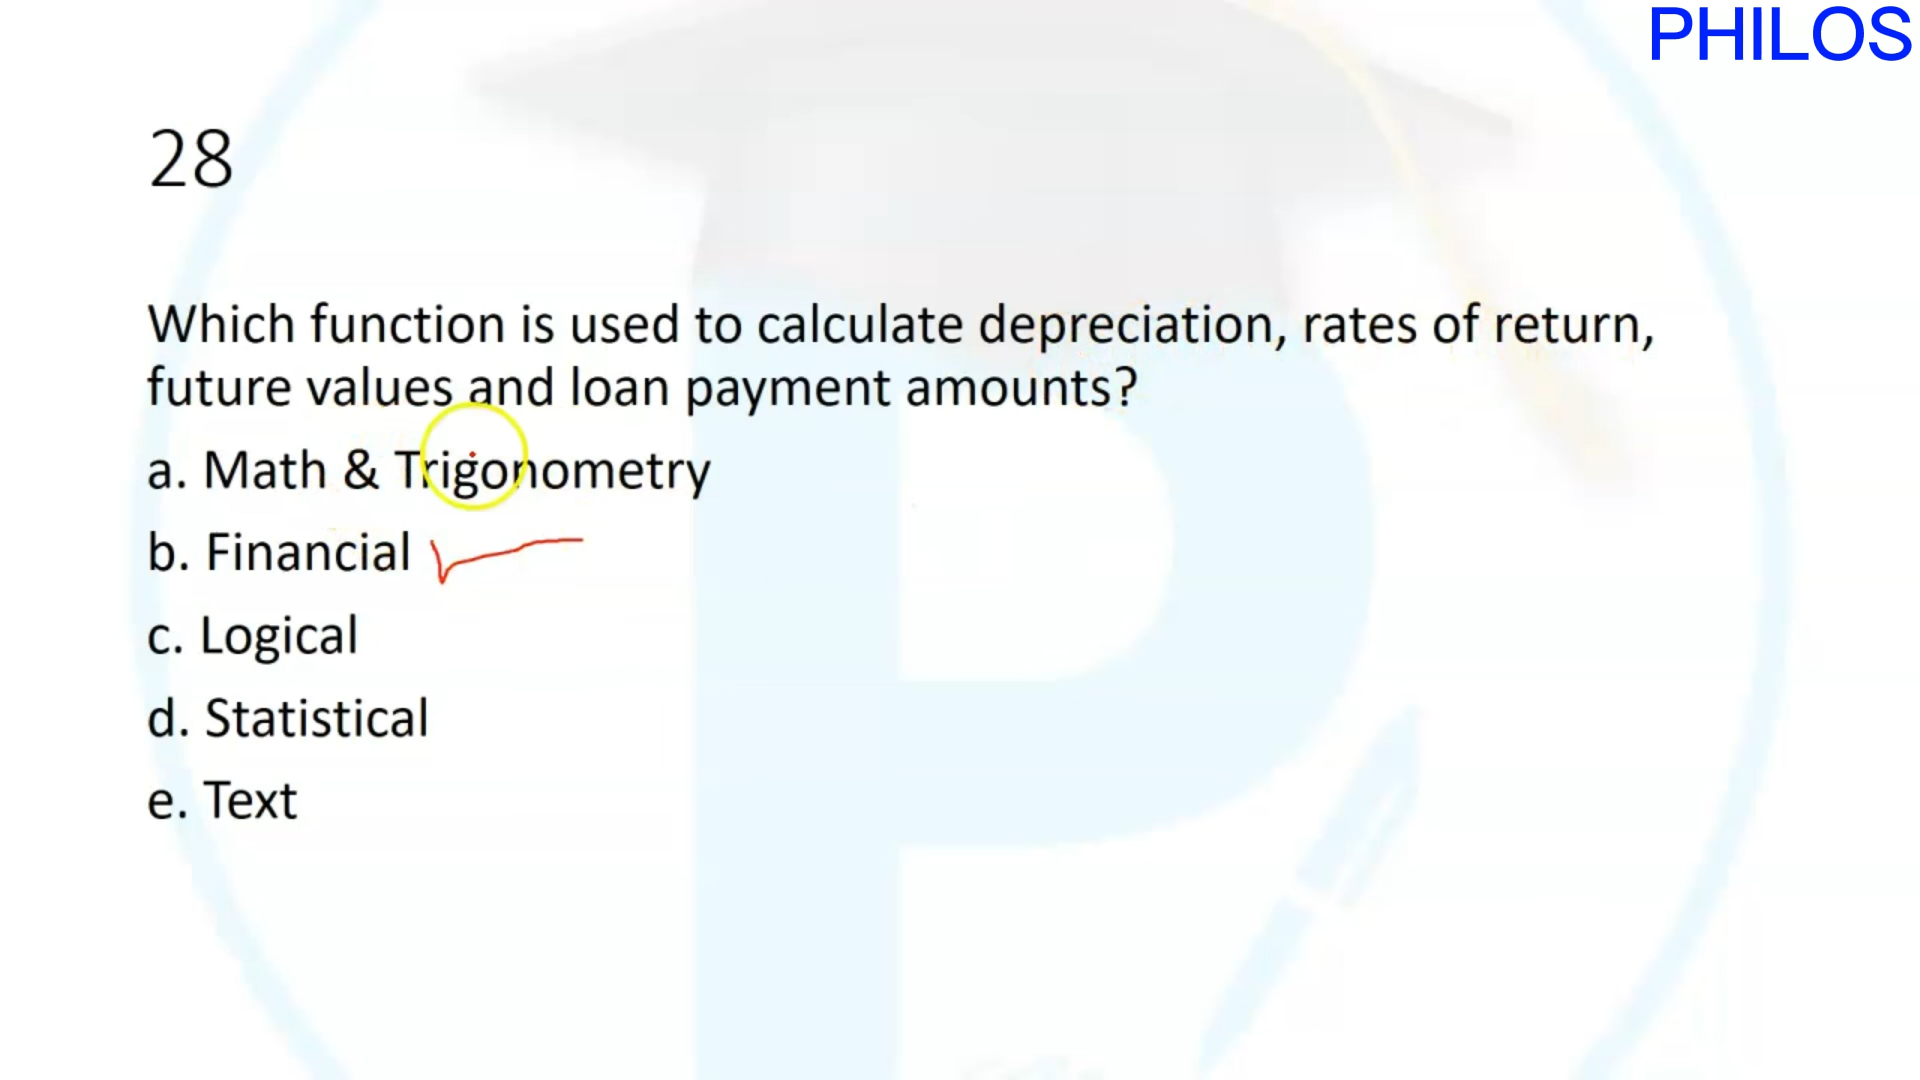 PHILOS
28
Which function is used to calculate depreciation, rates of return,
future values and loan payment amounts?
a. Math & Trigonometry
b. Financial
c. Logical
d. Statistical
e. Text